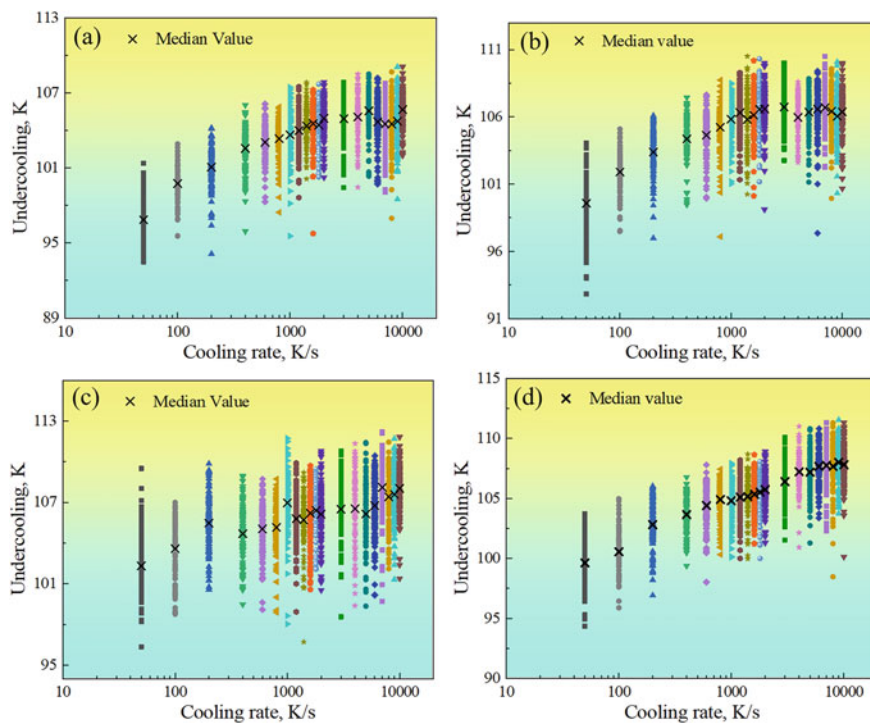 (a) × Median Value
113
107
101
95
89
Undercooling, K
10 100 1000 10000
Cooling rate, K/s
(b) × Median value
113
111
106
101
96
91
Undercooling, K
10 100 1000 10000
Cooling rate, K/s
(c) × Median Value
113
107
101
95
Undercooling, K
10 100 1000 10000
Cooling rate, K/s
(d) × Median value
115
110
105
100
95
90
Undercooling, K
10 100 1000 10000
Cooling rate, K/s